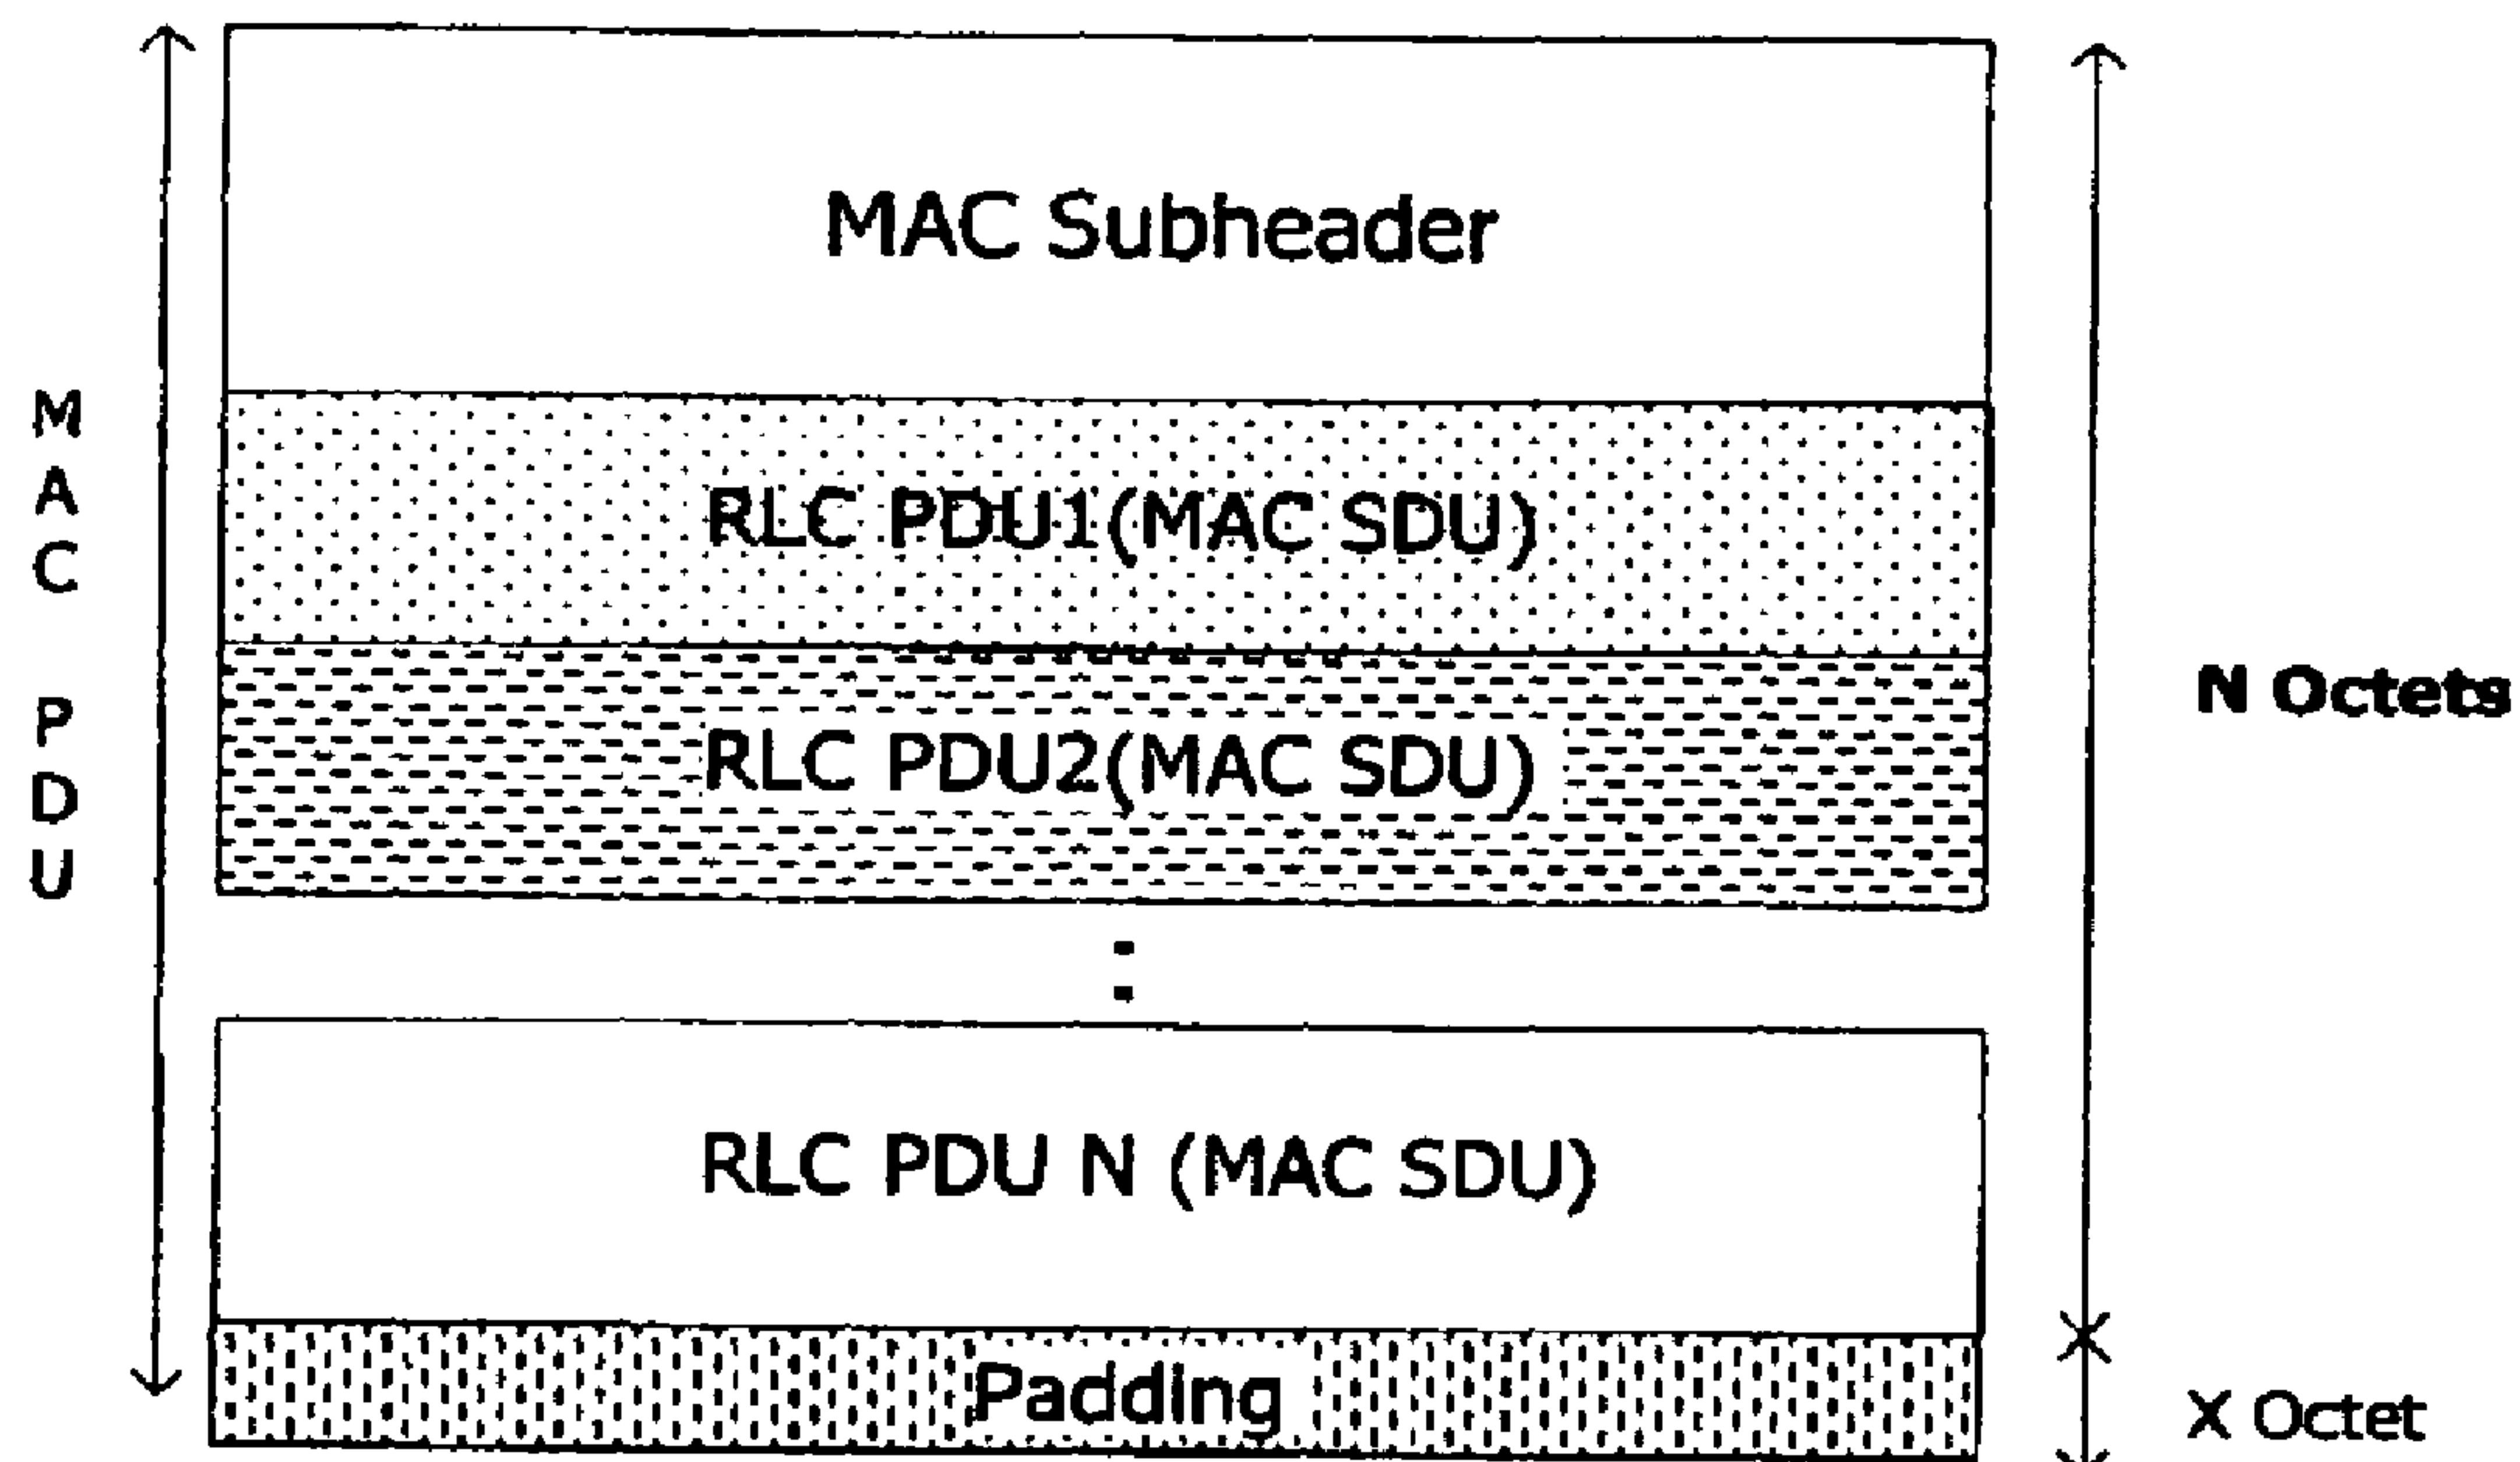 MAC Subheader
RLC PDU1(MAC SDU)
MAC PDU
RLC PDU2(MAC SDU)
N Octets
:
RLC PDU N (MAC SDU)
Padding
X Octet